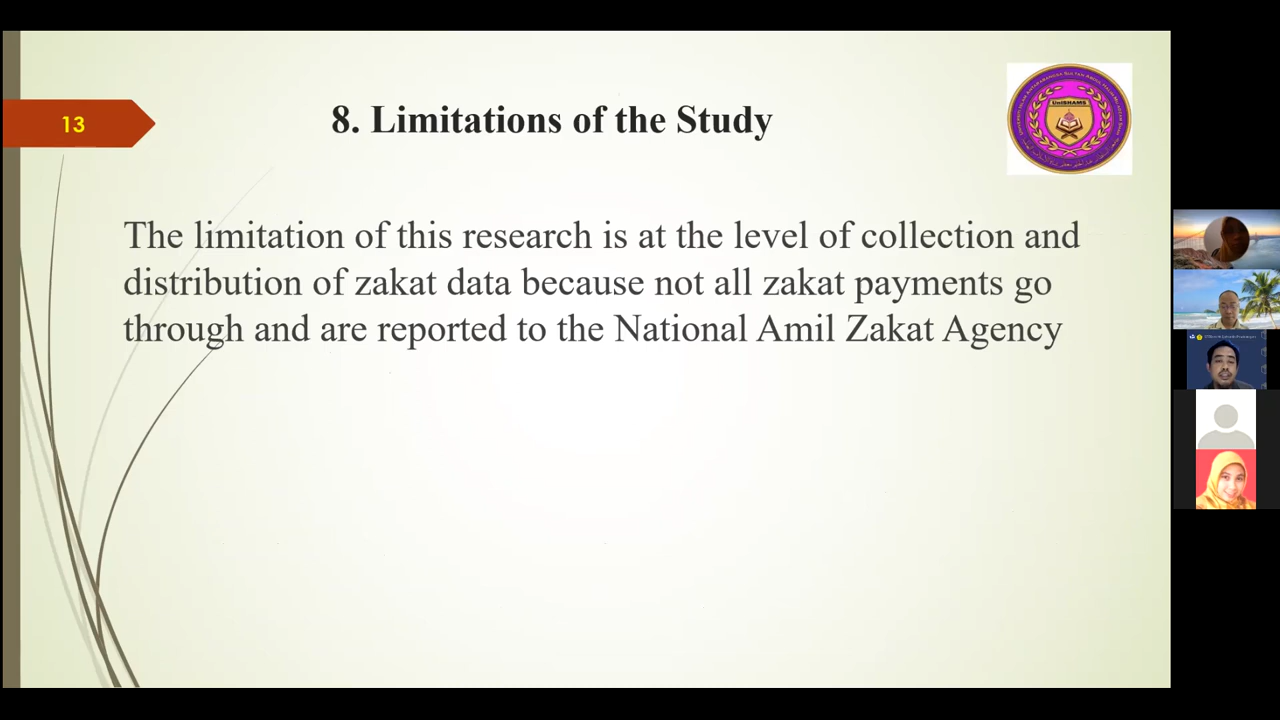 13
8. Limitations of the Study
UniSHAMS
The limitation of this research is at the level of collection and
distribution of zakat data because not all zakat payments go
through and are reported to the National Amil Zakat Agency